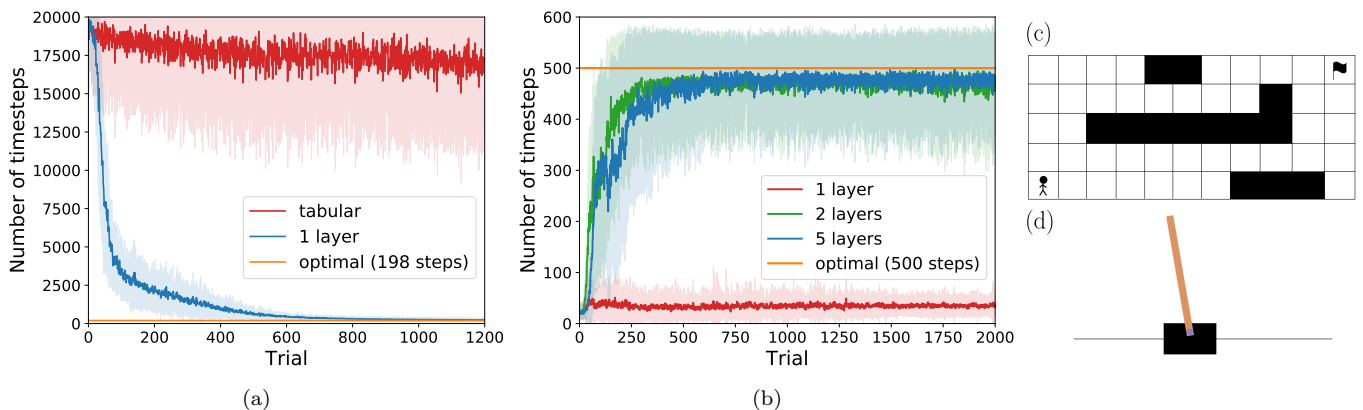 20000
17500
15000
12500
10000
7500
5000
2500
0
Number of timesteps
tabular
1 layer
optimal (198 steps)
0 200 400 600 800 1000 1200
Trial
(a)
600
500
400
300
200
100
0
Number of timesteps
1 layer
2 layers
5 layers
optimal (500 steps)
0 250 500 750 1000 1250 1500 1750 2000
Trial
(b)
(c)
(d)